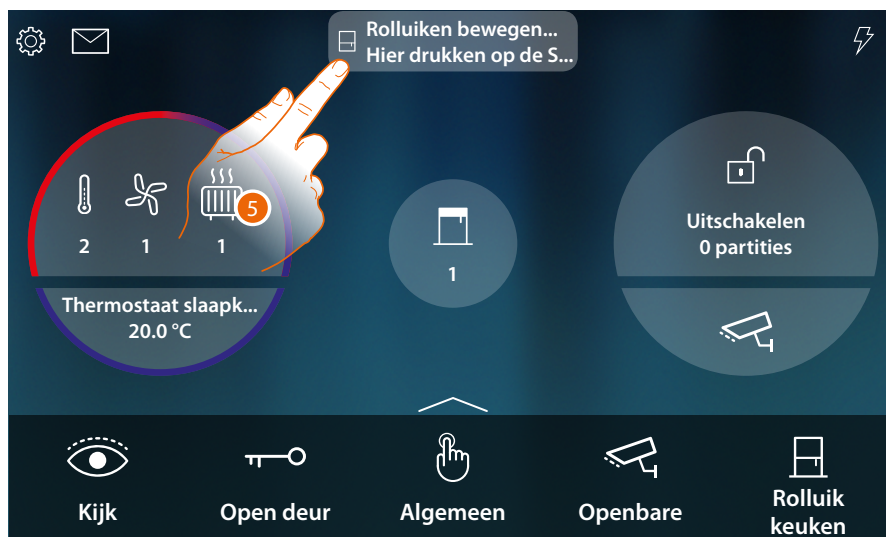 Rolluiken bewegen...
Hier drukken op de S...
5
2
1
1
Thermostaat slaapk...
20.0 °C
1
Uitschakelen
0 partities
Kijk
Open deur
Algemeen
Openbare
Rolluik
keuken